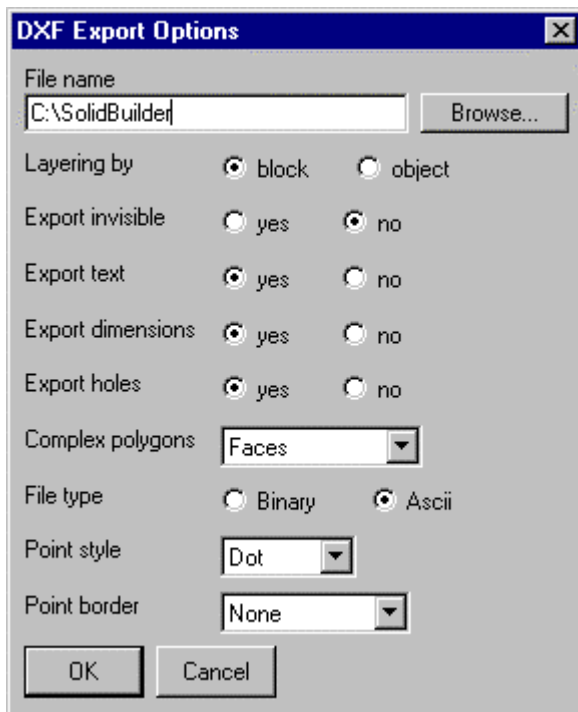 DXF Export Options
File name
C:\SolidBuilder Browse...
Layering by block object
Export invisible yes no
Export text yes no
Export dimensions yes no
Export holes yes no
Complex polygons Faces
File type Binary Ascii
Point style Dot
Point border None
OK Cancel